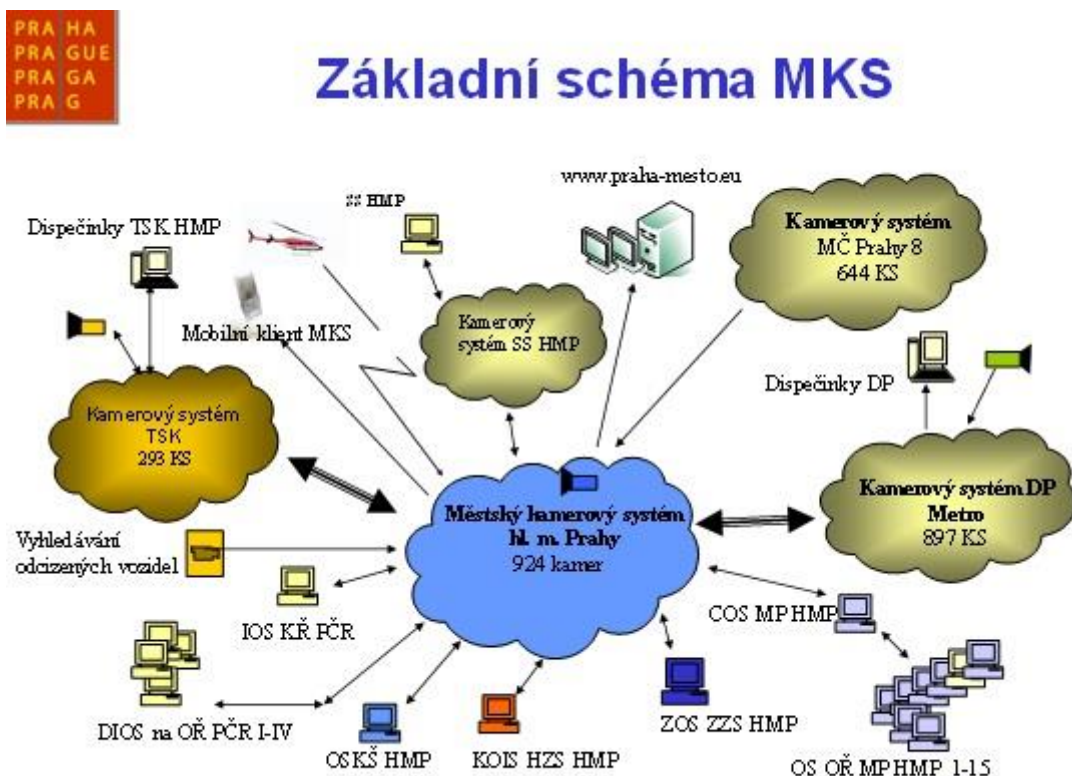 PRA HA
PRA GUE
PRA GA
PRA G
Základní schéma MKS
www.praha-mesto.eu
SS HMP
Dispečinky TSK HMP
Kamerový systém
MČ Prahy 8
644 KS
Mobilní klient MKS
Kamerový
systém SS HMP
Dispečinky DP
Kamerový systém
TSK
293 KS
Městský kamerový systém
hl. m. Prahy
924 kamer
Kamerový systém DP
Metro
897 KS
Vyhledávání
odcizených vozidel
IOS KŘ PČR
COS MP HMP
DIOS na OŘ PČR I-IV
OSKŠ HMP
KOIS HZS HMP
ZOS ZZS HMP
OS OŘ MP HMP 1-15